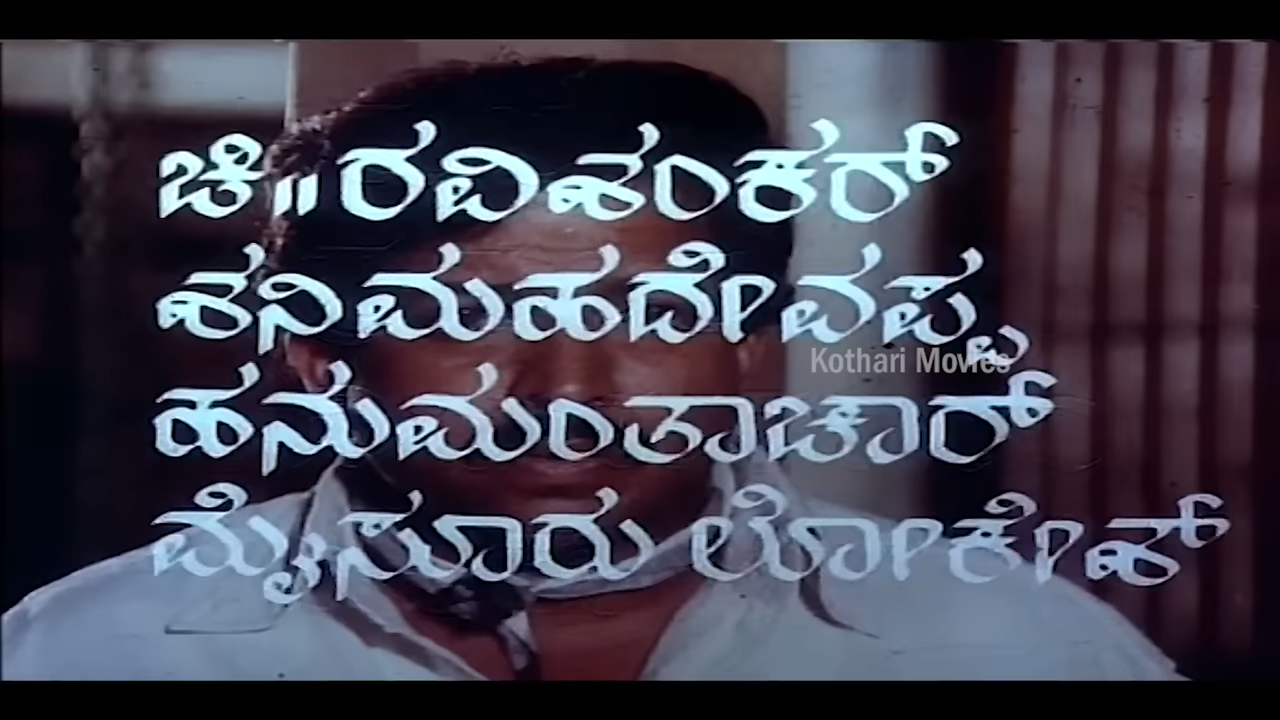 ಚಿ॥ರವಿಶಂಕರ್
ಶನಿಮಹದೇವಪ್ಪ
Kothari Movies
ಹನುಮಂತಾಚಾರ್
ಮೈಸೂರು ಲೋಕೇಶ್